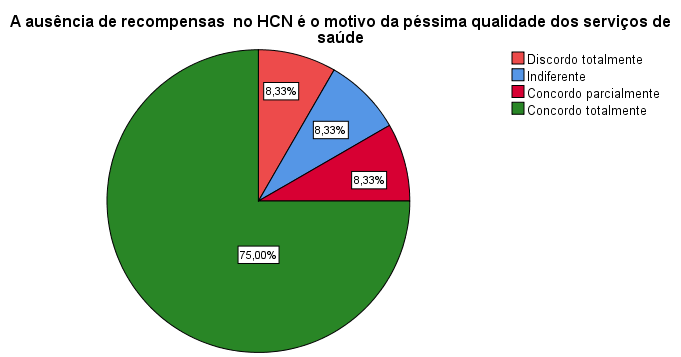 A ausência de recompensas  no HCN é o motivo da péssima qualidade dos serviços de
saúde
Discordo totalmente
Indiferente
Concordo parcialmente
Concordo totalmente
8,33%
8,33%
8,33%
75,00%